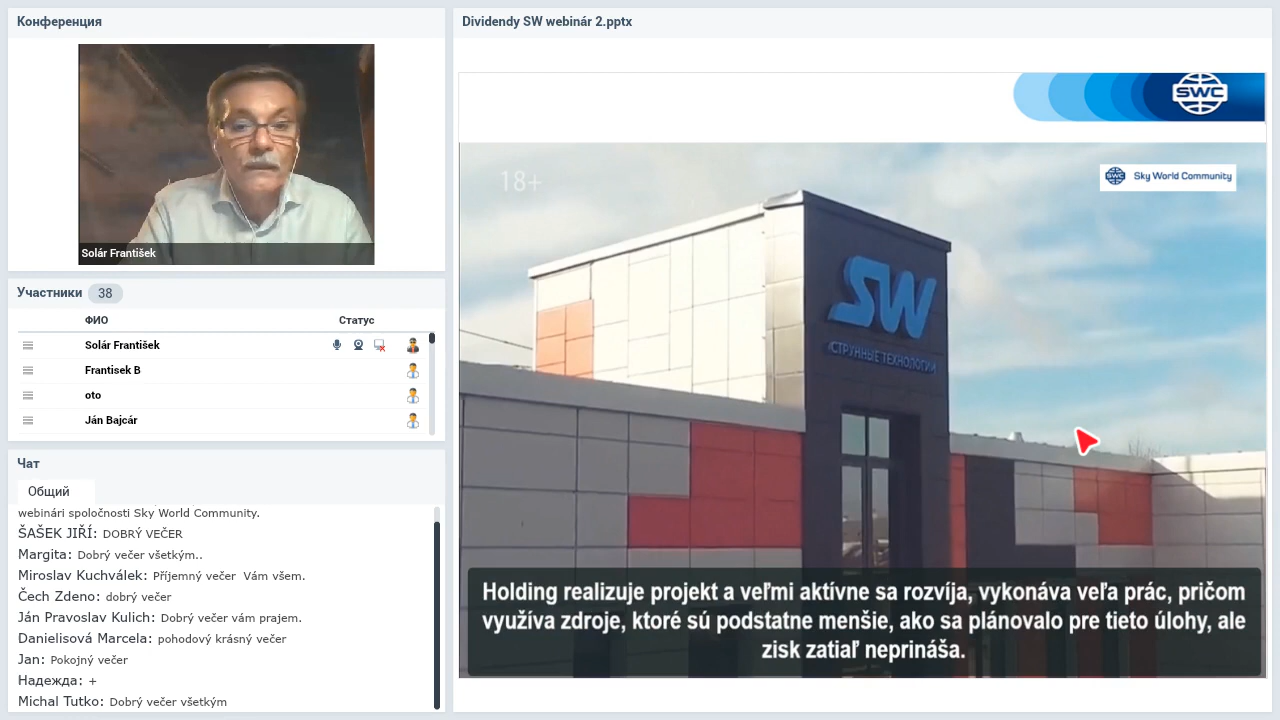 Конференция
Solár František
Участники 38
ФИО Статус
Solár František
Frantisek B
oto
Ján Bajcár
Чат
Общий
webinári spoločnosti Sky World Community.
ŠAŠEK JIŘÍ: DOBRÝ VEČER
Margita: Dobrý večer všetkým..
Miroslav Kuchválek: Příjemný večer Vám všem.
Čech Zdeno: dobrý večer
Ján Pravoslav Kulich: Dobrý večer vám prajem.
Danielisová Marcela: pohodový krásný večer
Jan: Pokojný večer
Надежда: +
Michal Tutko: Dobrý večer všetkým
Dividendy SW webinár 2.pptx
SWC
18+
SWC Sky World Community
SW
СТРУННЫЕ ТЕХНОЛОГИИ
Holding realizuje projekt a veľmi aktívne sa rozvíja, vykonáva veľa prác, pričom
využíva zdroje, ktoré sú podstatne menšie, ako sa plánovalo pre tieto úlohy, ale
zisk zatiaľ neprináša.